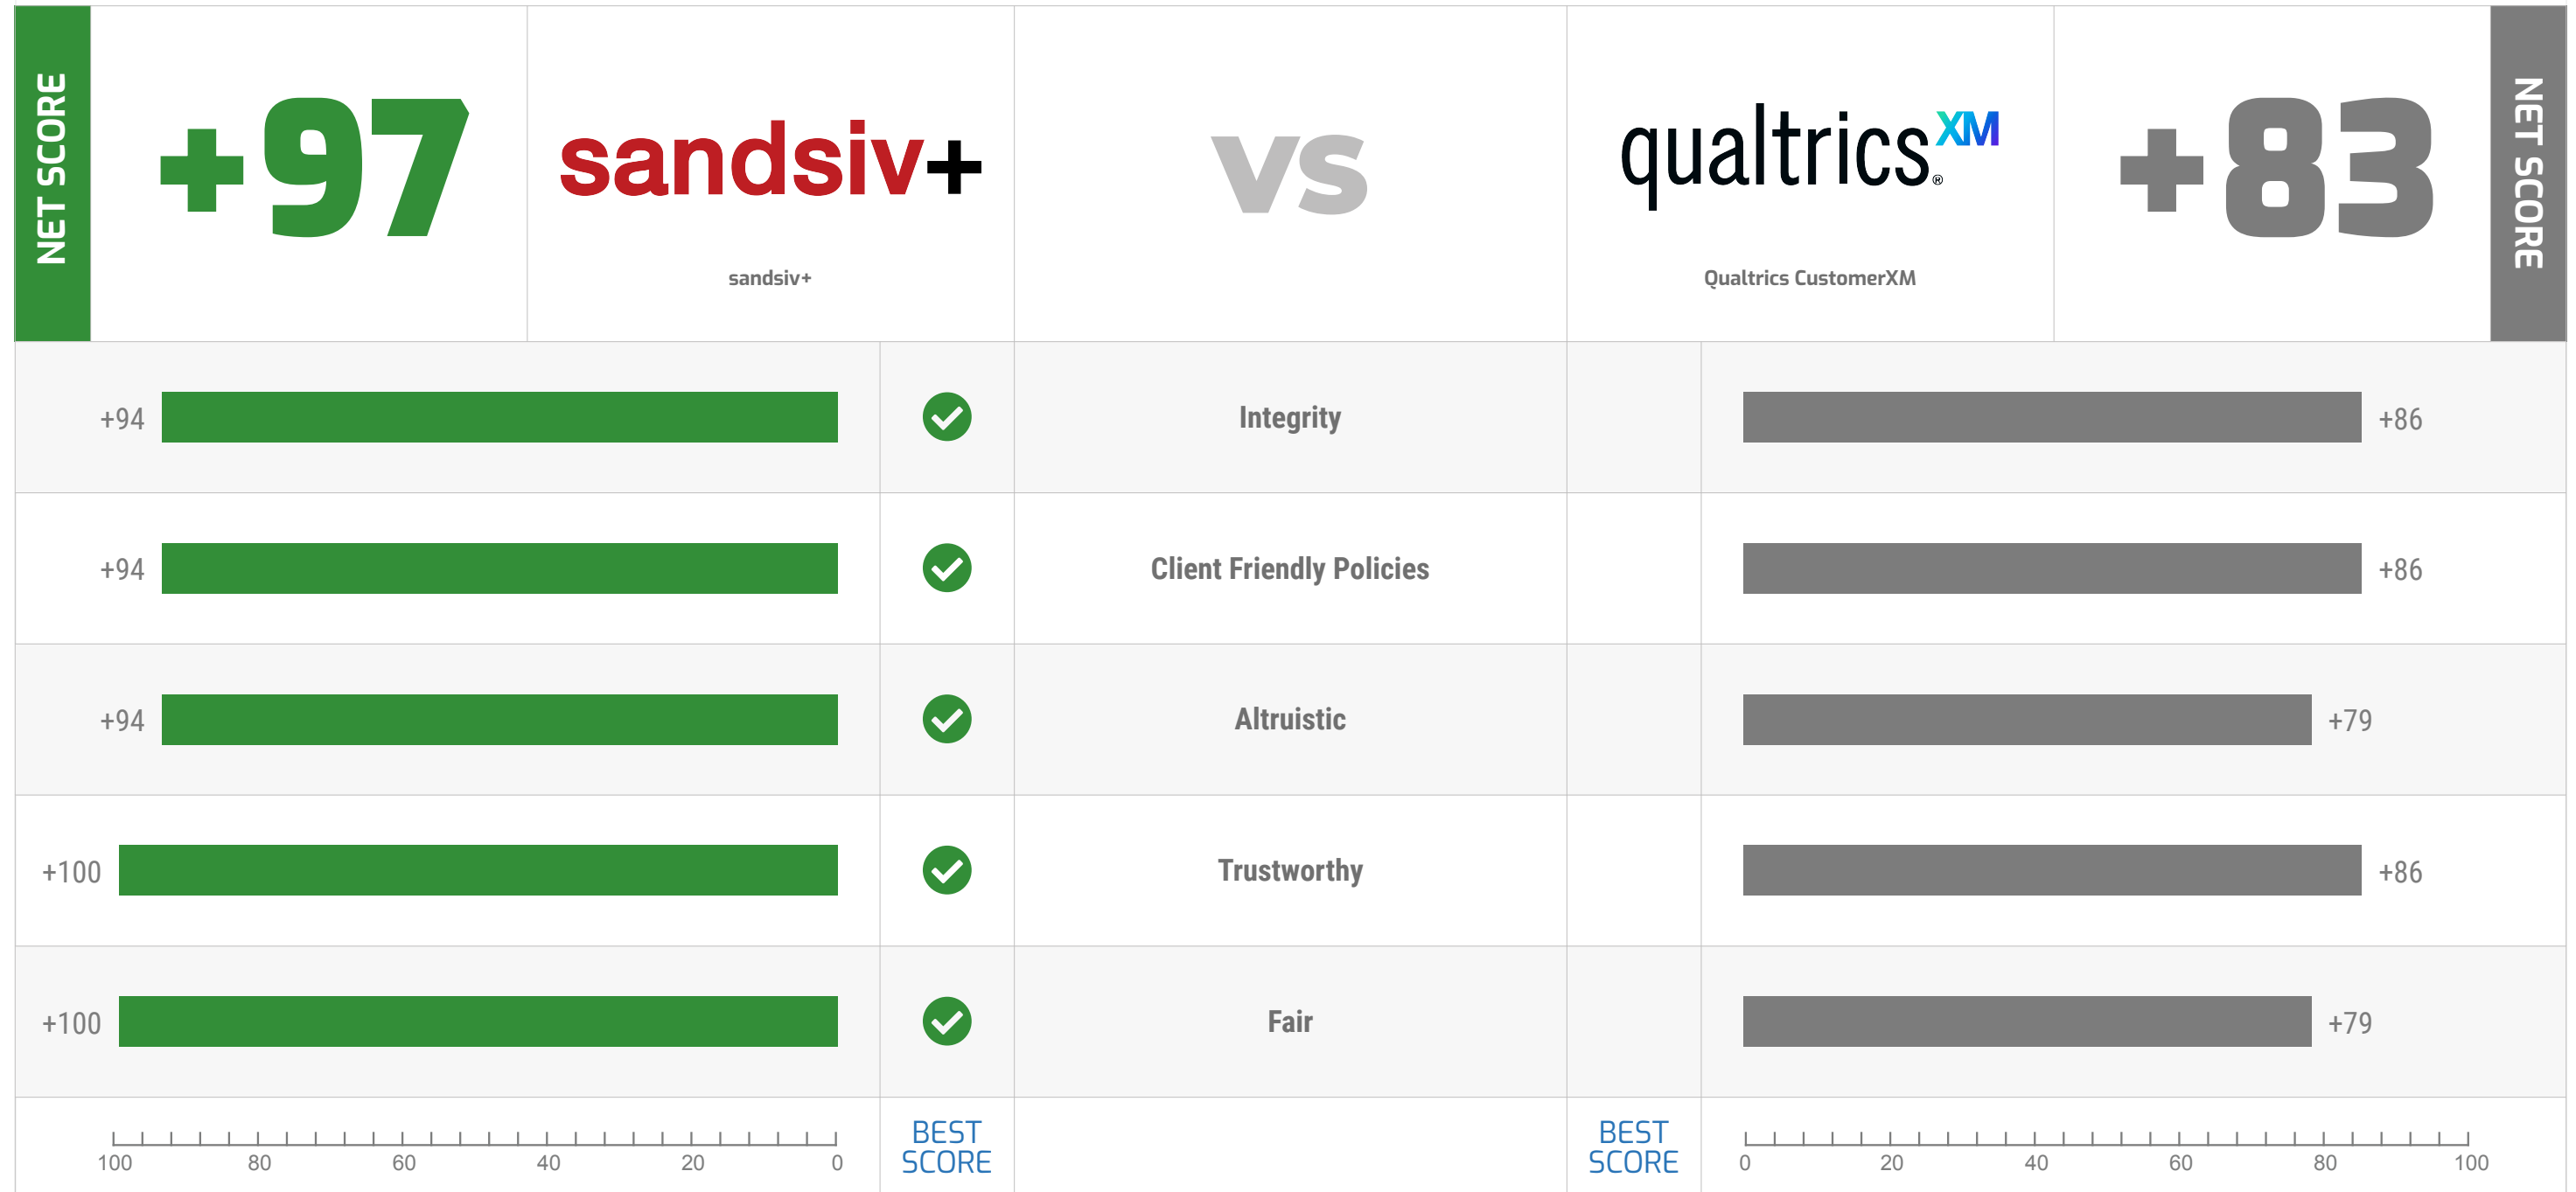 NET SCORE
+97
sandsiv+
sandsiv+
vs
qualtrics.XM
®
Qualtrics CustomerXM
+83
NET SCORE
+94
Integrity
+86
+94
Client Friendly Policies
+86
+94
Altruistic
+79
+100
Trustworthy
+86
+100
Fair
+79
100 80 60 40 20 0
BEST
SCORE
BEST
SCORE
0 20 40 60 80 100